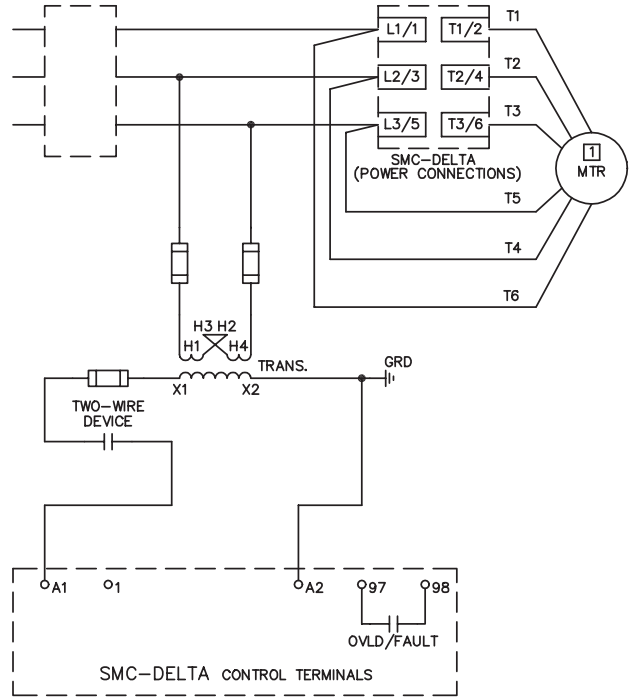 T1
L1/1 T1/2
T2
L2/3 T2/4
T3
L3/5 T3/6
1
MTR
SMC-DELTA
(POWER CONNECTIONS)
T5
T4
T6
H3 H2
H1 H4
TRANS.
GRD
X1 X2
TWO-WIRE
DEVICE
A1 1 A2 97 98
OVLD/FAULT
SMC-DELTA CONTROL TERMINALS